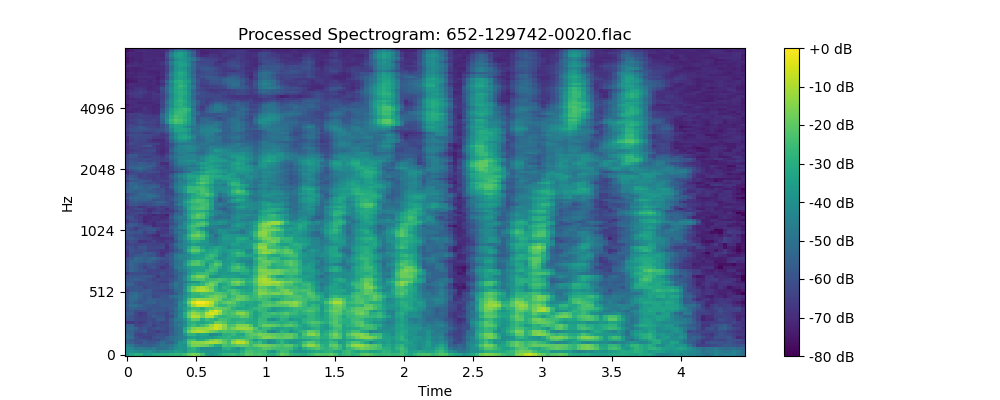 Processed Spectrogram: 652-129742-0020.flac
Hz
4096
2048
1024
512
0
0 0.5 1 1.5 2 2.5 3 3.5 4
Time
+0 dB
-10 dB
-20 dB
-30 dB
-40 dB
-50 dB
-60 dB
-70 dB
-80 dB